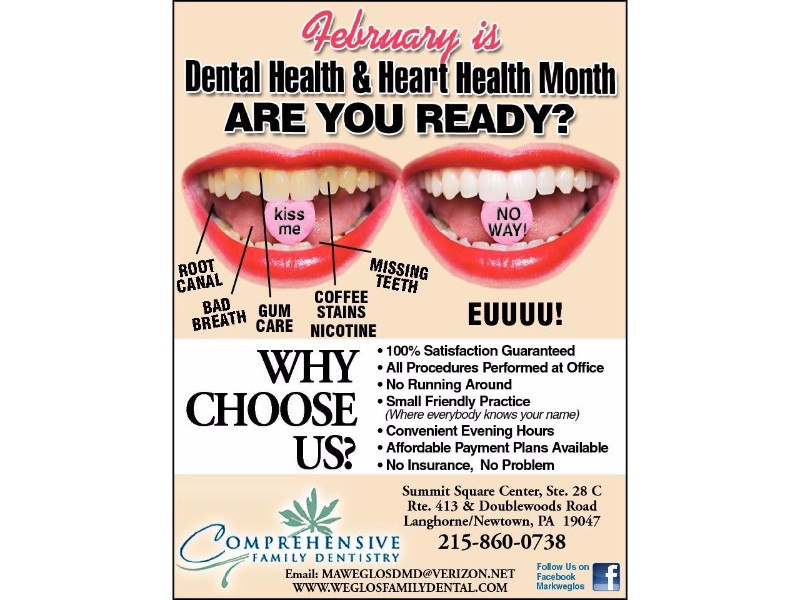 February is
Dental Health & Heart Health Month
ARE YOU READY?
kiss
me
NO
WAY!
ROOT
CANAL
BAD
BREATH
GUM
CARE
COFFEE
STAINS
NICOTINE
MISSING
TEETH
EUUUU!
WHY
CHOOSE
US?
• 100% Satisfaction Guaranteed
• All Procedures Performed at Office
• No Running Around
• Small Friendly Practice
(Where everybody knows your name)
• Convenient Evening Hours
• Affordable Payment Plans Available
• No Insurance, No Problem
COMPREHENSIVE
FAMILY DENTISTRY
Summit Square Center, Ste. 28 C
Rte. 413 & Doublewoods Road
Langhorne/Newtown, PA 19047
215-860-0738
Email: MAWEGLOSDMD@VERIZON.NET
WWW.WEGLOSFAMILYDENTAL.COM
Follow Us on
Facebook
Markweglos
f